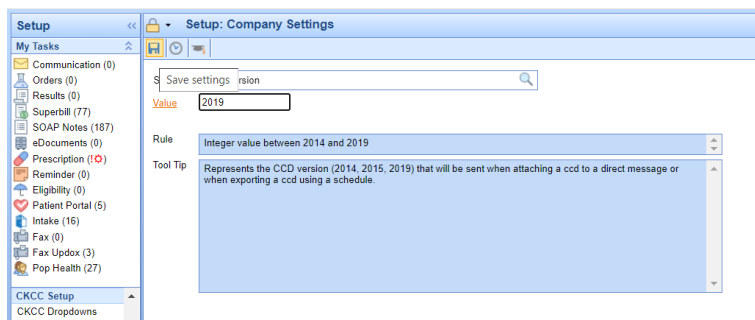 Setup
Setup: Company Settings
My Tasks
Communication (0)
Orders (0)
Results (0)
Superbill (77)
SOAP Notes (187)
eDocuments (0)
Prescription (!)
Reminder (0)
Eligibility (0)
Patient Portal (5)
Intake (16)
Fax (0)
Fax Updox (3)
Pop Health (27)
CKCC Setup
CKCC Dropdowns
S
Save settings
rsion
Value
2019
Rule
Integer value between 2014 and 2019
Tool Tip
Represents the CCD version (2014, 2015, 2019) that will be sent when attaching a ccd to a direct message or
when exporting a ccd using a schedule.